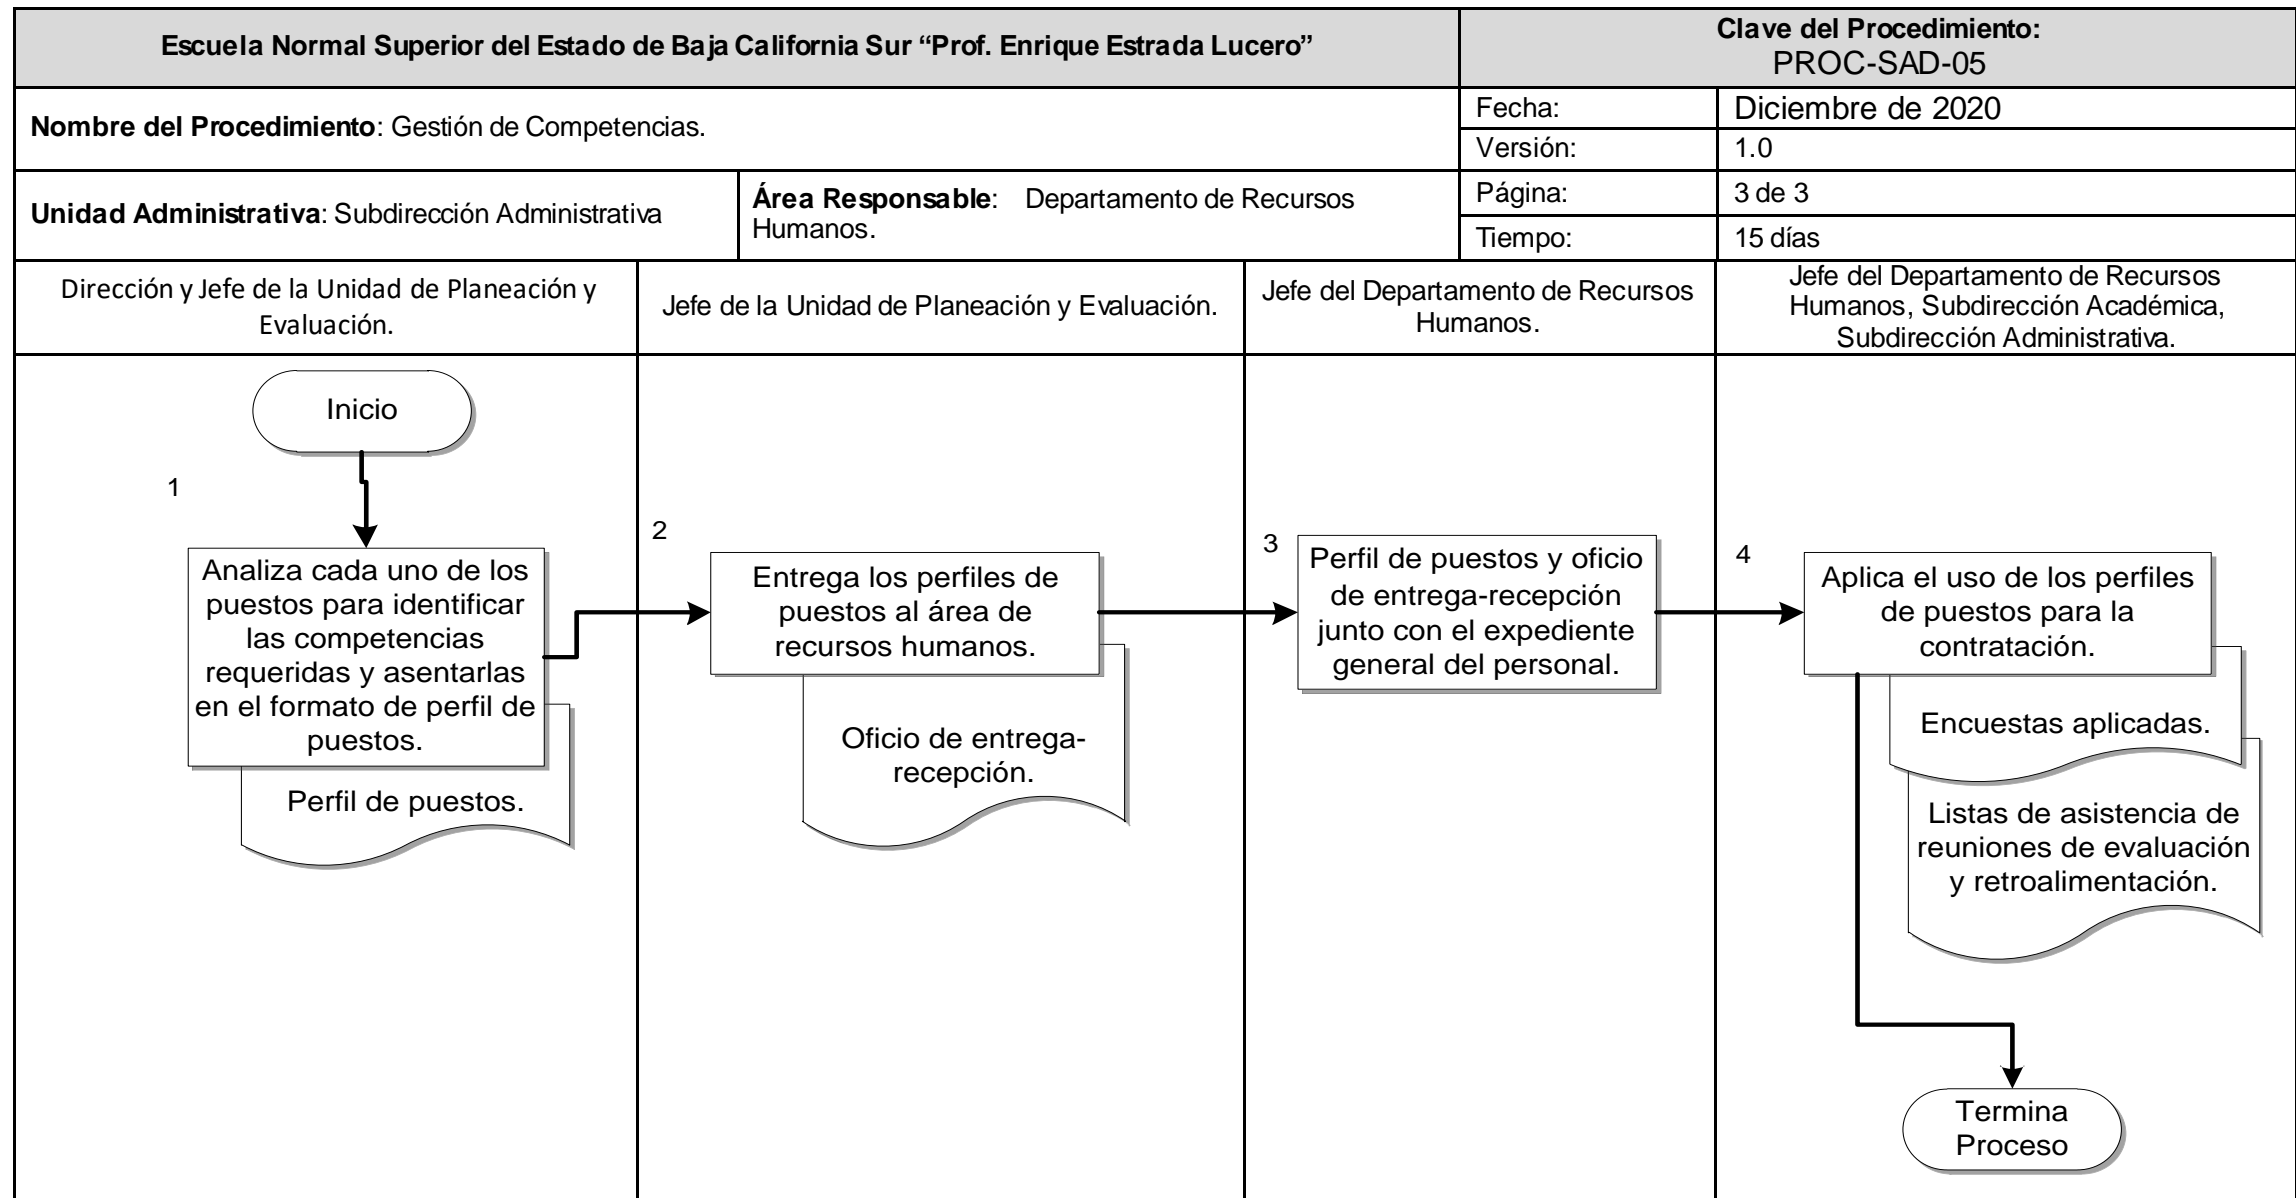 Escuela Normal Superior del Estado de Baja California Sur “Prof. Enrique Estrada Lucero”
Clave del Procedimiento:
PROC-SAD-05
Nombre del Procedimiento: Gestión de Competencias.
Fecha:
Diciembre de 2020
Versión:
1.0
Unidad Administrativa: Subdirección Administrativa
Área Responsable: Departamento de Recursos
Humanos.
Página:
3 de 3
Tiempo:
15 días
Dirección y Jefe de la Unidad de Planeación y
Evaluación.
Jefe de la Unidad de Planeación y Evaluación.
Jefe del Departamento de Recursos
Humanos.
Jefe del Departamento de Recursos
Humanos, Subdirección Académica,
Subdirección Administrativa.
Inicio
1
Analiza cada uno de los
puestos para identificar
las competencias
requeridas y asentarlas
en el formato de perfil de
puestos.
Perfil de puestos.
2
Entrega los perfiles de
puestos al área de
recursos humanos.
Oficio de entrega-
recepción.
3
Perfil de puestos y oficio
de entrega-recepción
junto con el expediente
general del personal.
4
Aplica el uso de los perfiles
de puestos para la
contratación.
Encuestas aplicadas.
Listas de asistencia de
reuniones de evaluación
y retroalimentación.
Termina
Proceso